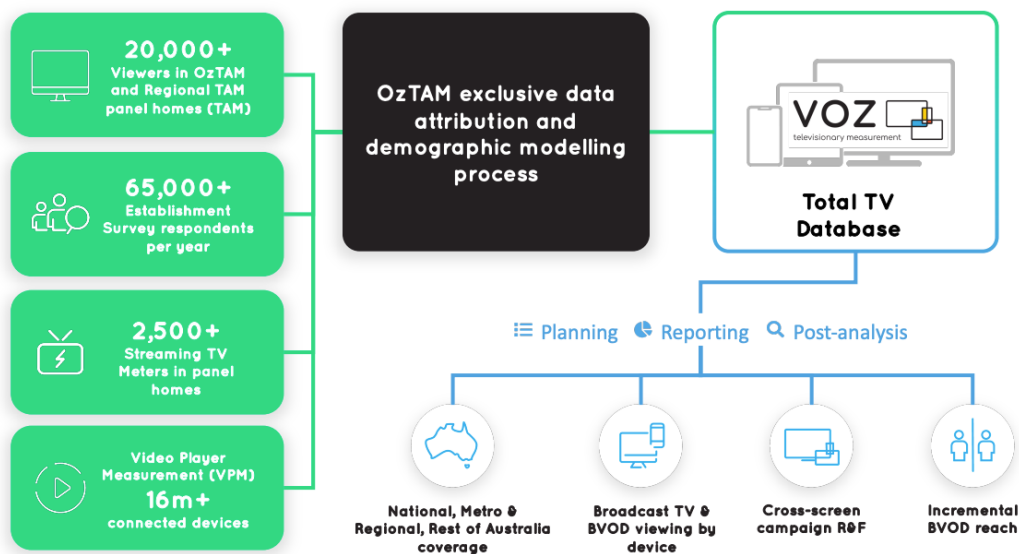 20,000+
Viewers in OzTAM
and Regional TAM
panel homes (TAM)
65,000+
Establishment
Survey respondents
per year
2,500+
Streaming TV
Meters in panel
homes
Video Player
Measurement (VPM)
16m+
connected devices
OzTAM exclusive data
attribution and
demographic modelling
process
VOZ
televisionary measurement
Total TV
Database
Planning Reporting Post-analysis
National, Metro &
Regional, Rest of Australia
coverage
Broadcast TV &
BVOD viewing by
device
Cross-screen
campaign R&F
Incremental
BVOD reach